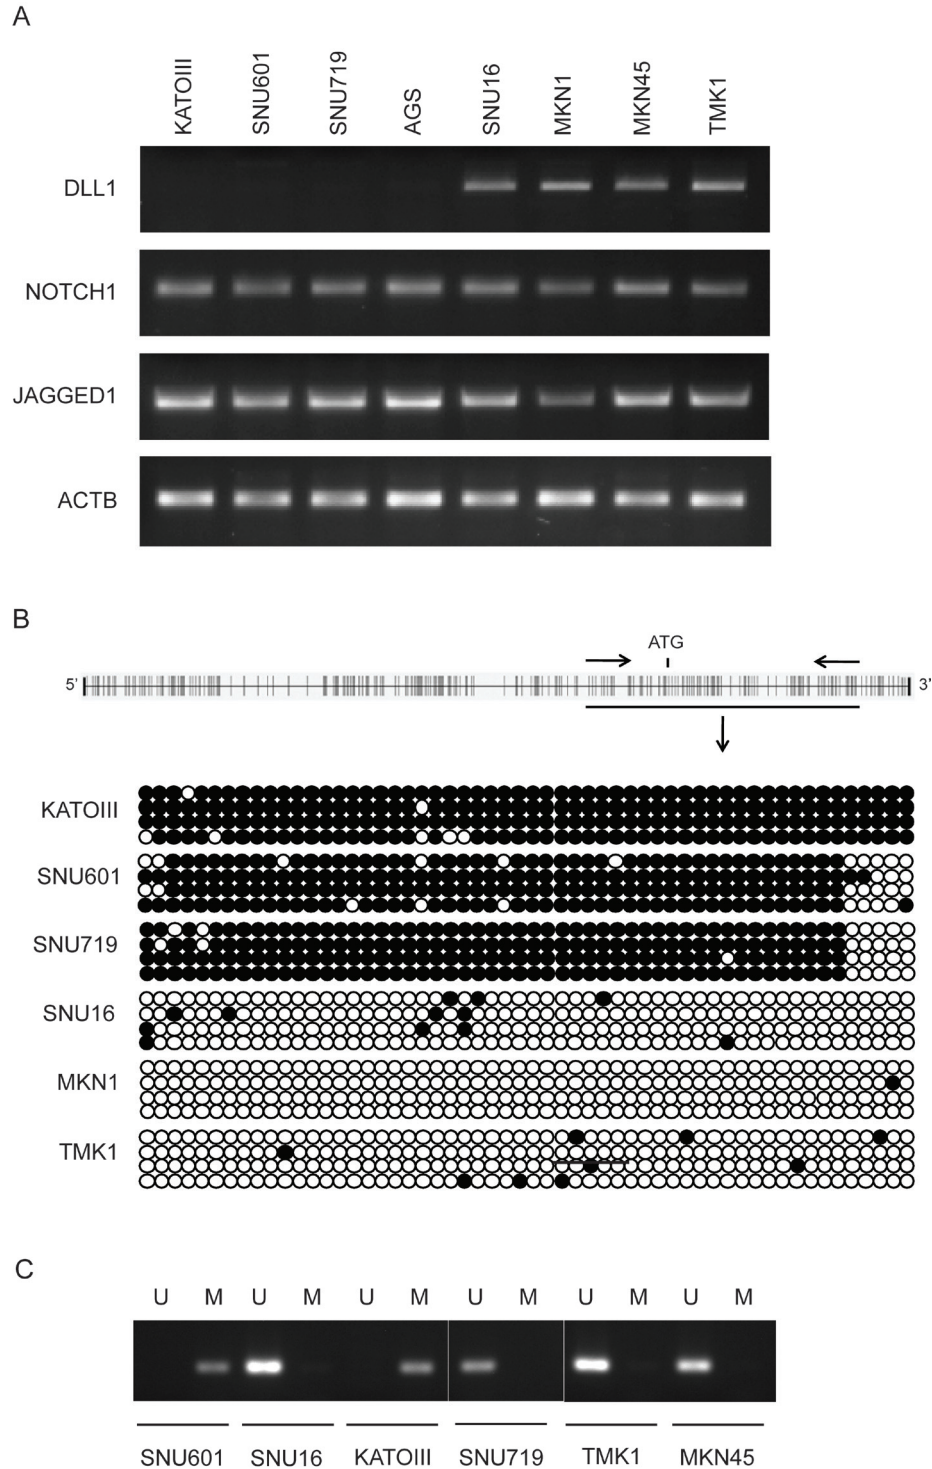 A
KATOIII SNU601 SNU719 AGS SNU16 MKN1 MKN45 TMK1
DLL1
NOTCH1
JAGGED1
ACTB
B
ATG
5' 3'
KATOIII
SNU601
SNU719
SNU16
MKN1
TMK1
C
U M U M U M U M U M U M
SNU601 SNU16 KATOIII SNU719 TMK1 MKN45